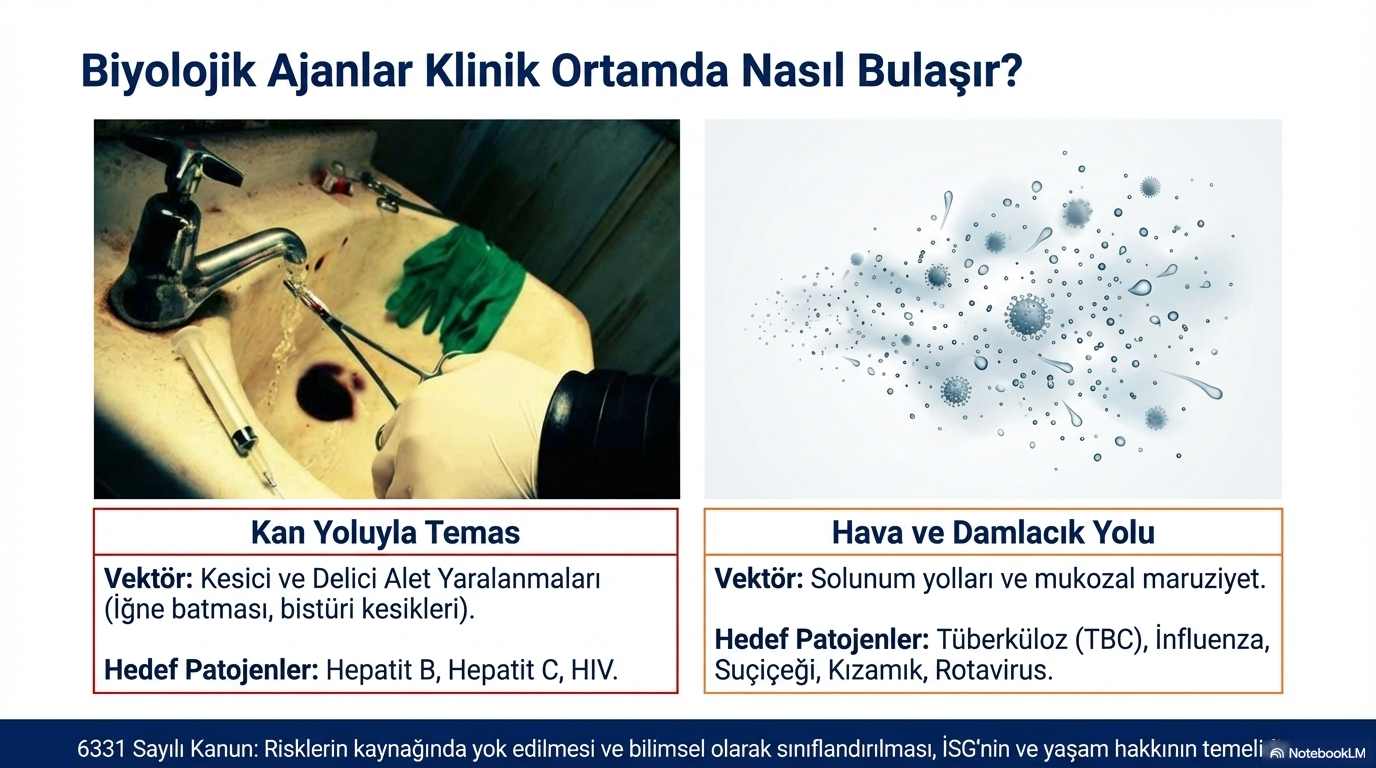 Biyolojik Ajanlar Klinik Ortamda Nasıl Bulaşır?
Kan Yoluyla Temas
Vektör: Kesici ve Delici Alet Yaralanmaları
(İğne batması, bistüri kesikleri).
Hedef Patojenler: Hepatit B, Hepatit C, HIV.
Hava ve Damlacık Yolu
Vektör: Solunum yolları ve mukozal maruziyet.
Hedef Patojenler: Tüberküloz (TBC), İnfluenza,
Suçiçeği, Kızamık, Rotavirus.
6331 Sayılı Kanun: Risklerin kaynağında yok edilmesi ve bilimsel olarak sınıflandırılması, İSG'nin ve yaşam hakkının temeli
NotebookLM